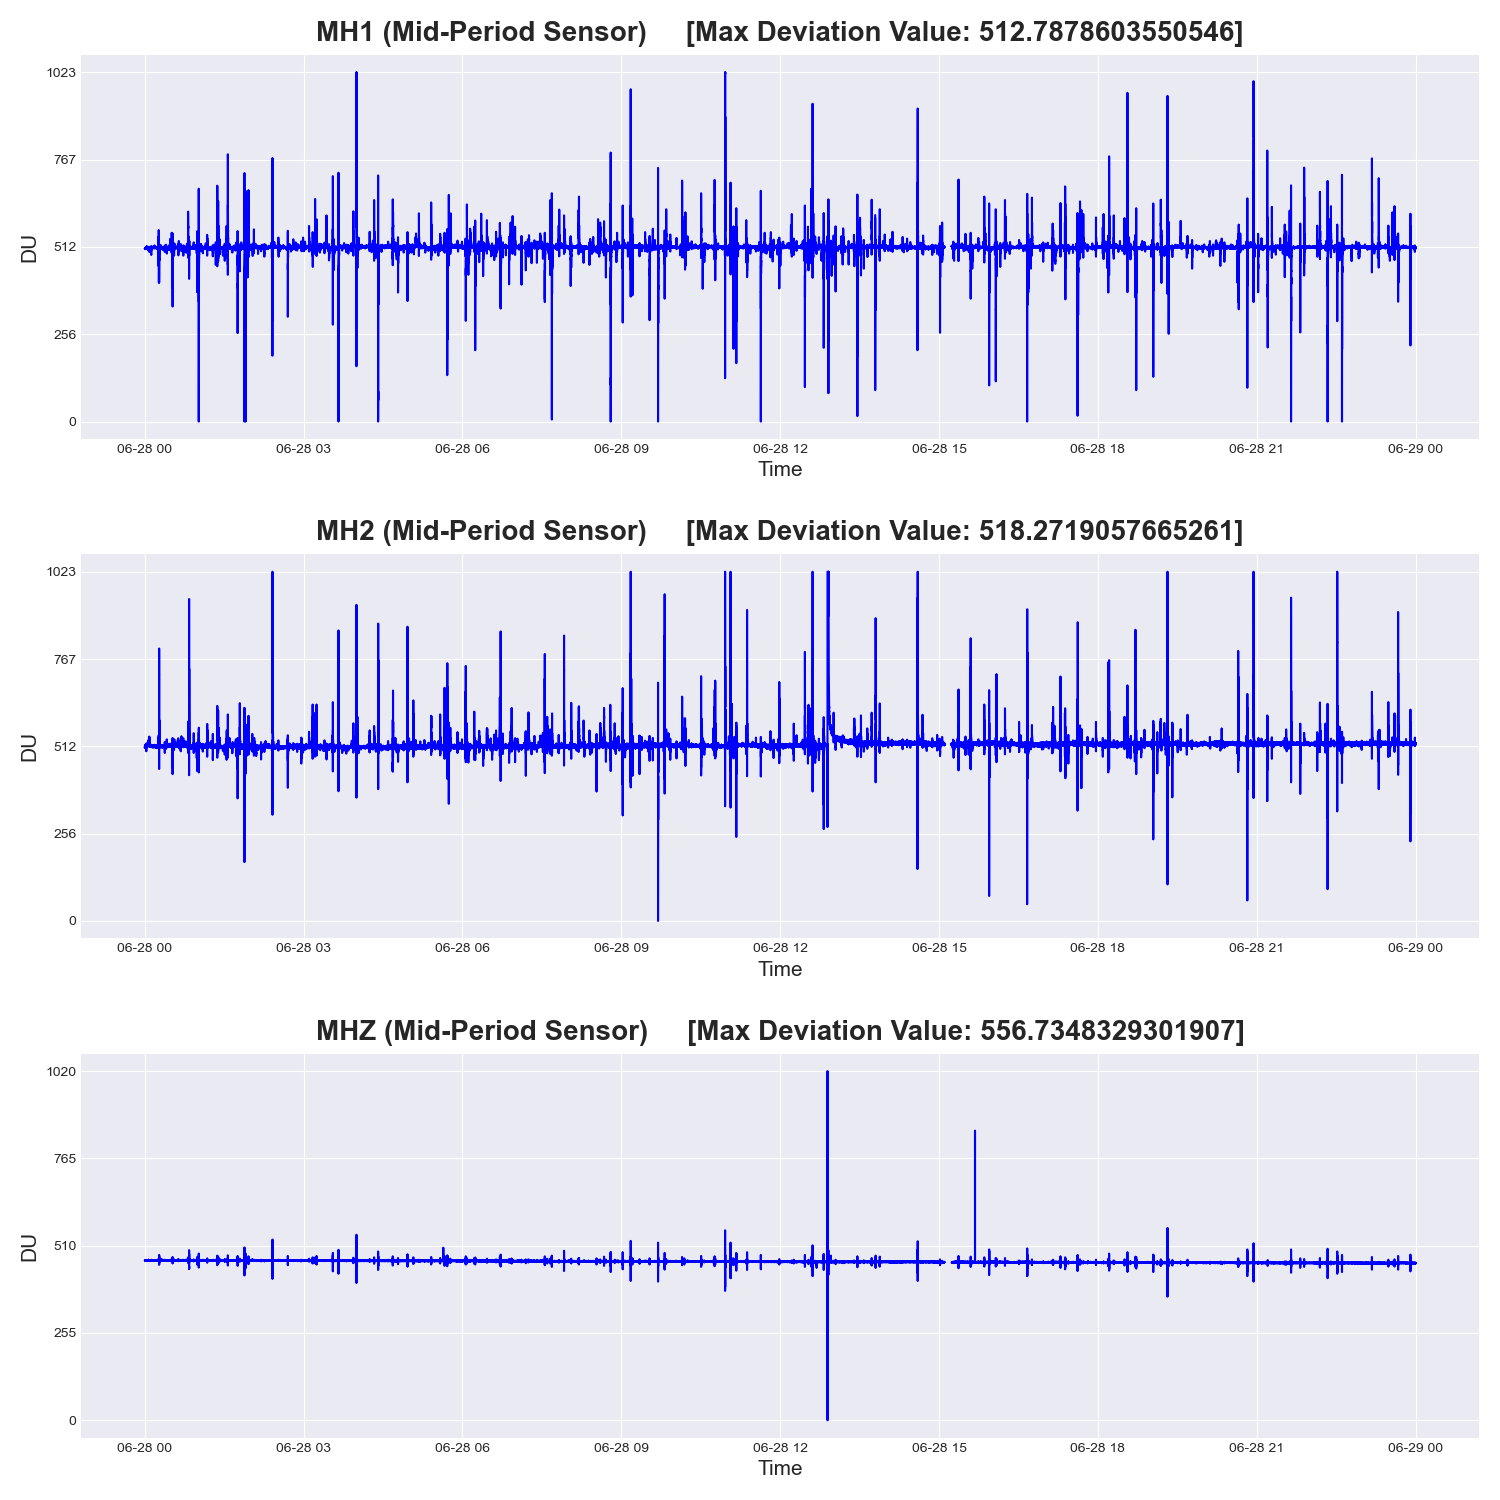 MH1 (Mid-Period Sensor) [Max Deviation Value: 512.7878603550546]
1023
767
512
256
0
DU
06-28 00 06-28 03 06-28 06 06-28 09 06-28 12 06-28 15 06-28 18 06-28 21 06-29 00
Time
MH2 (Mid-Period Sensor) [Max Deviation Value: 518.2719057665261]
1023
767
512
256
0
DU
06-28 00 06-28 03 06-28 06 06-28 09 06-28 12 06-28 15 06-28 18 06-28 21 06-29 00
Time
MHZ (Mid-Period Sensor) [Max Deviation Value: 556.7348329301907]
1020
765
510
255
0
DU
06-28 00 06-28 03 06-28 06 06-28 09 06-28 12 06-28 15 06-28 18 06-28 21 06-29 00
Time